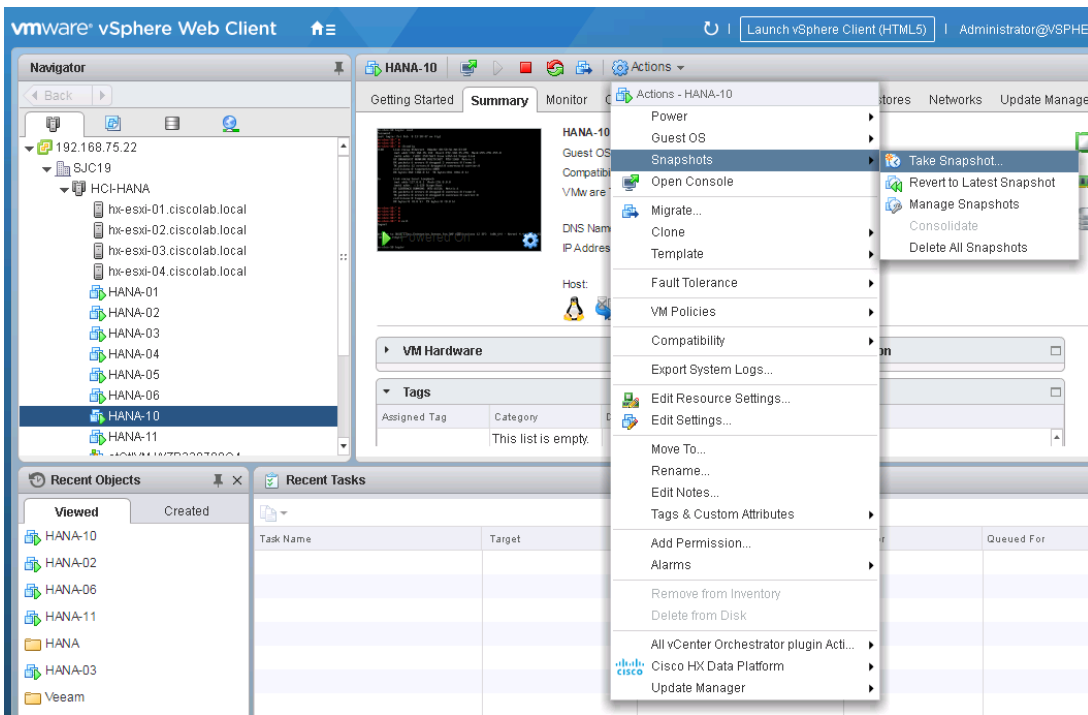 vmware® vSphere Web Client
Launch vSphere Client (HTML5)
Administrator@VSPHE
Navigator
Back
192.168.75.22
SJC19
HCI-HANA
hx-esxi-01.ciscolab.local
hx-esxi-02.ciscolab.local
hx-esxi-03.ciscolab.local
hx-esxi-04.ciscolab.local
HANA-01
HANA-02
HANA-03
HANA-04
HANA-05
HANA-06
HANA-10
HANA-11
HANA-10
Actions
Getting Started
Summary
Monitor
Networks
Update Manage
HANA-10
Guest OS
Compatibi
VMware
DNS Nam
IP Addres
Host:
Powered On
VM Hardware
Tags
Assigned Tag
Category
This list is empty.
Actions - HANA-10
Power
Guest OS
Snapshots
Open Console
Migrate...
Clone
Template
Fault Tolerance
VM Policies
Compatibility
Export System Logs...
Edit Resource Settings...
Edit Settings...
Move To...
Rename...
Edit Notes...
Tags & Custom Attributes
Add Permission...
Alarms
Remove from Inventory
Delete from Disk
All vCenter Orchestrator plugin Acti...
Cisco HX Data Platform
Update Manager
Take Snapshot...
Revert to Latest Snapshot
Manage Snapshots
Consolidate
Delete All Snapshots
Recent Objects
Viewed
Created
HANA-10
HANA-02
HANA-06
HANA-11
HANA
HANA-03
Veeam
Recent Tasks
Task Name
Target
Queued For